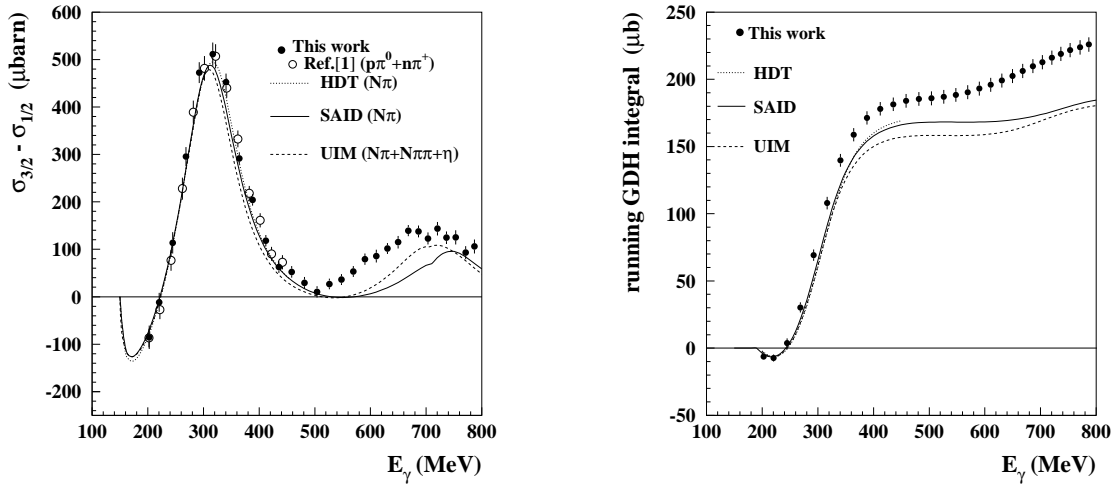 σ3/2 - σ1/2 (μbarn)
600
500
400
300
200
100
0
-100
-200
This work
Ref.[1] (pπ⁰+nπ⁺)
HDT (Nπ)
SAID (Nπ)
UIM (Nπ+Nππ+η)
100 200 300 400 500 600 700 800
Eγ (MeV)
running GDH integral (μb)
250
200
150
100
50
0
-50
This work
HDT
SAID
UIM
100 200 300 400 500 600 700 800
Eγ (MeV)